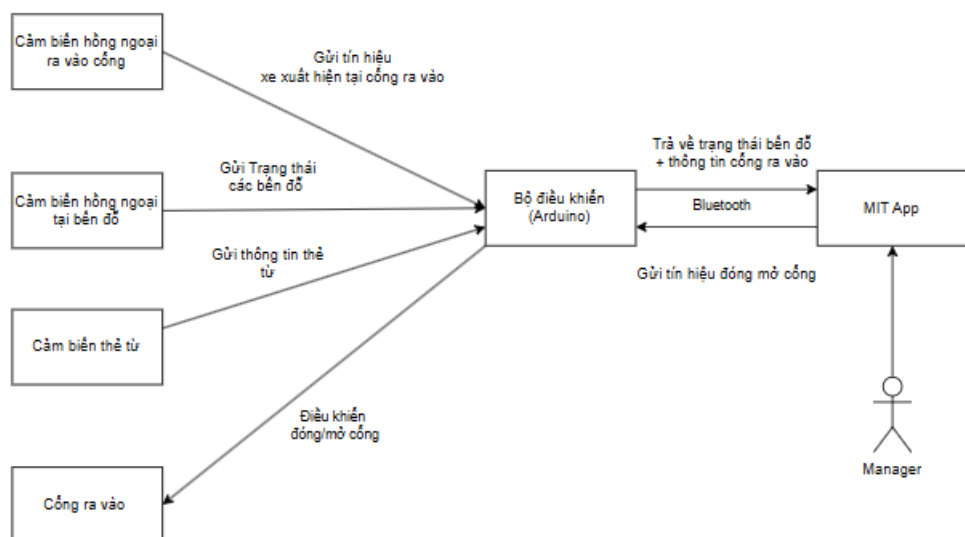 Cảm biến hồng ngoại
ra vào cổng
Gửi tín hiệu
xe xuất hiện tại cổng ra vào
Cảm biến hồng ngoại
tại bến đỗ
Gửi Trạng thái
các bến đỗ
Bộ điều khiển
(Arduino)
Trả về trạng thái bến đỗ
+ thông tin cổng ra vào
Bluetooth
MIT App
Gửi tín hiệu đóng mở cổng
Gửi thông tin thẻ
từ
Cảm biến thẻ từ
Điều khiển
đóng/mở cổng
Cổng ra vào
Manager